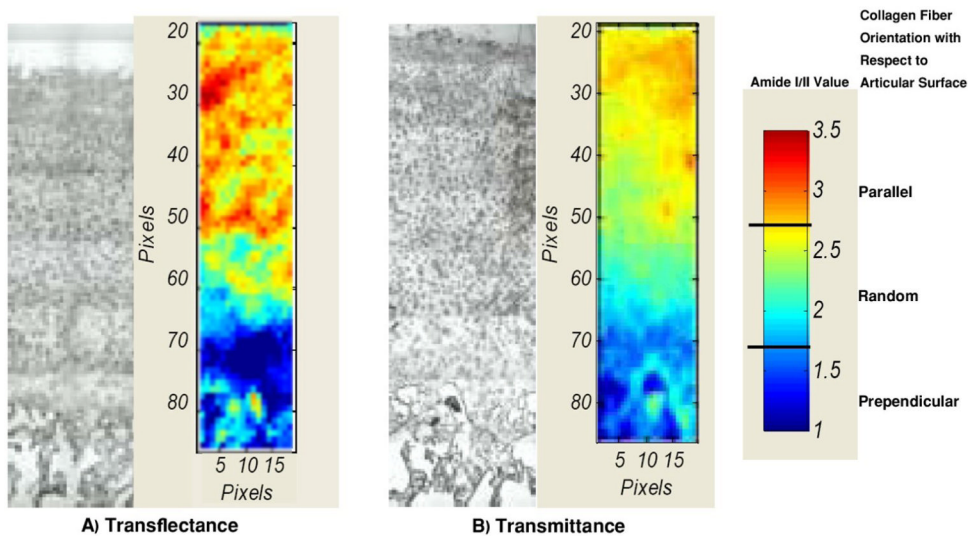 Collagen Fiber
Orientation with
Respect to
Articular Surface
Amide I/II Value
20
30
40
50
60
70
80
Pixels
5 10 15
Pixels
A) Transflectance
20
30
40
50
60
70
80
Pixels
5 10 15
Pixels
B) Transmittance
3.5
3
2.5
2
1.5
1
Parallel
Random
Prependicular